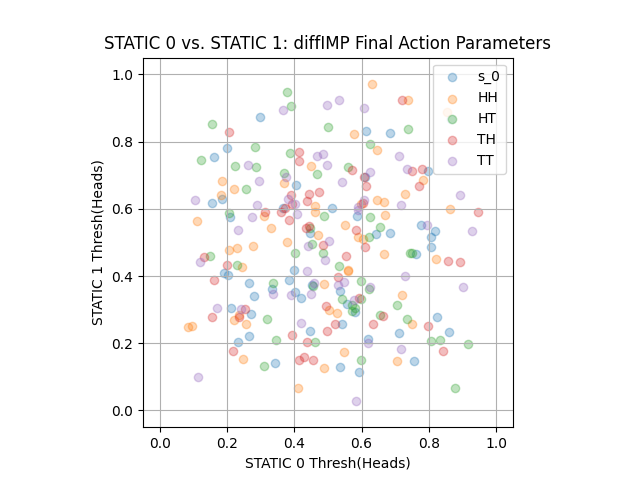 STATIC 0 vs. STATIC 1: diffIMP Final Action Parameters
1.0
0.8
0.6
0.4
0.2
0.0
STATIC 1 Thresh(Heads)
s_0
HH
HT
TH
TT
0.0 0.2 0.4 0.6 0.8 1.0
STATIC 0 Thresh(Heads)